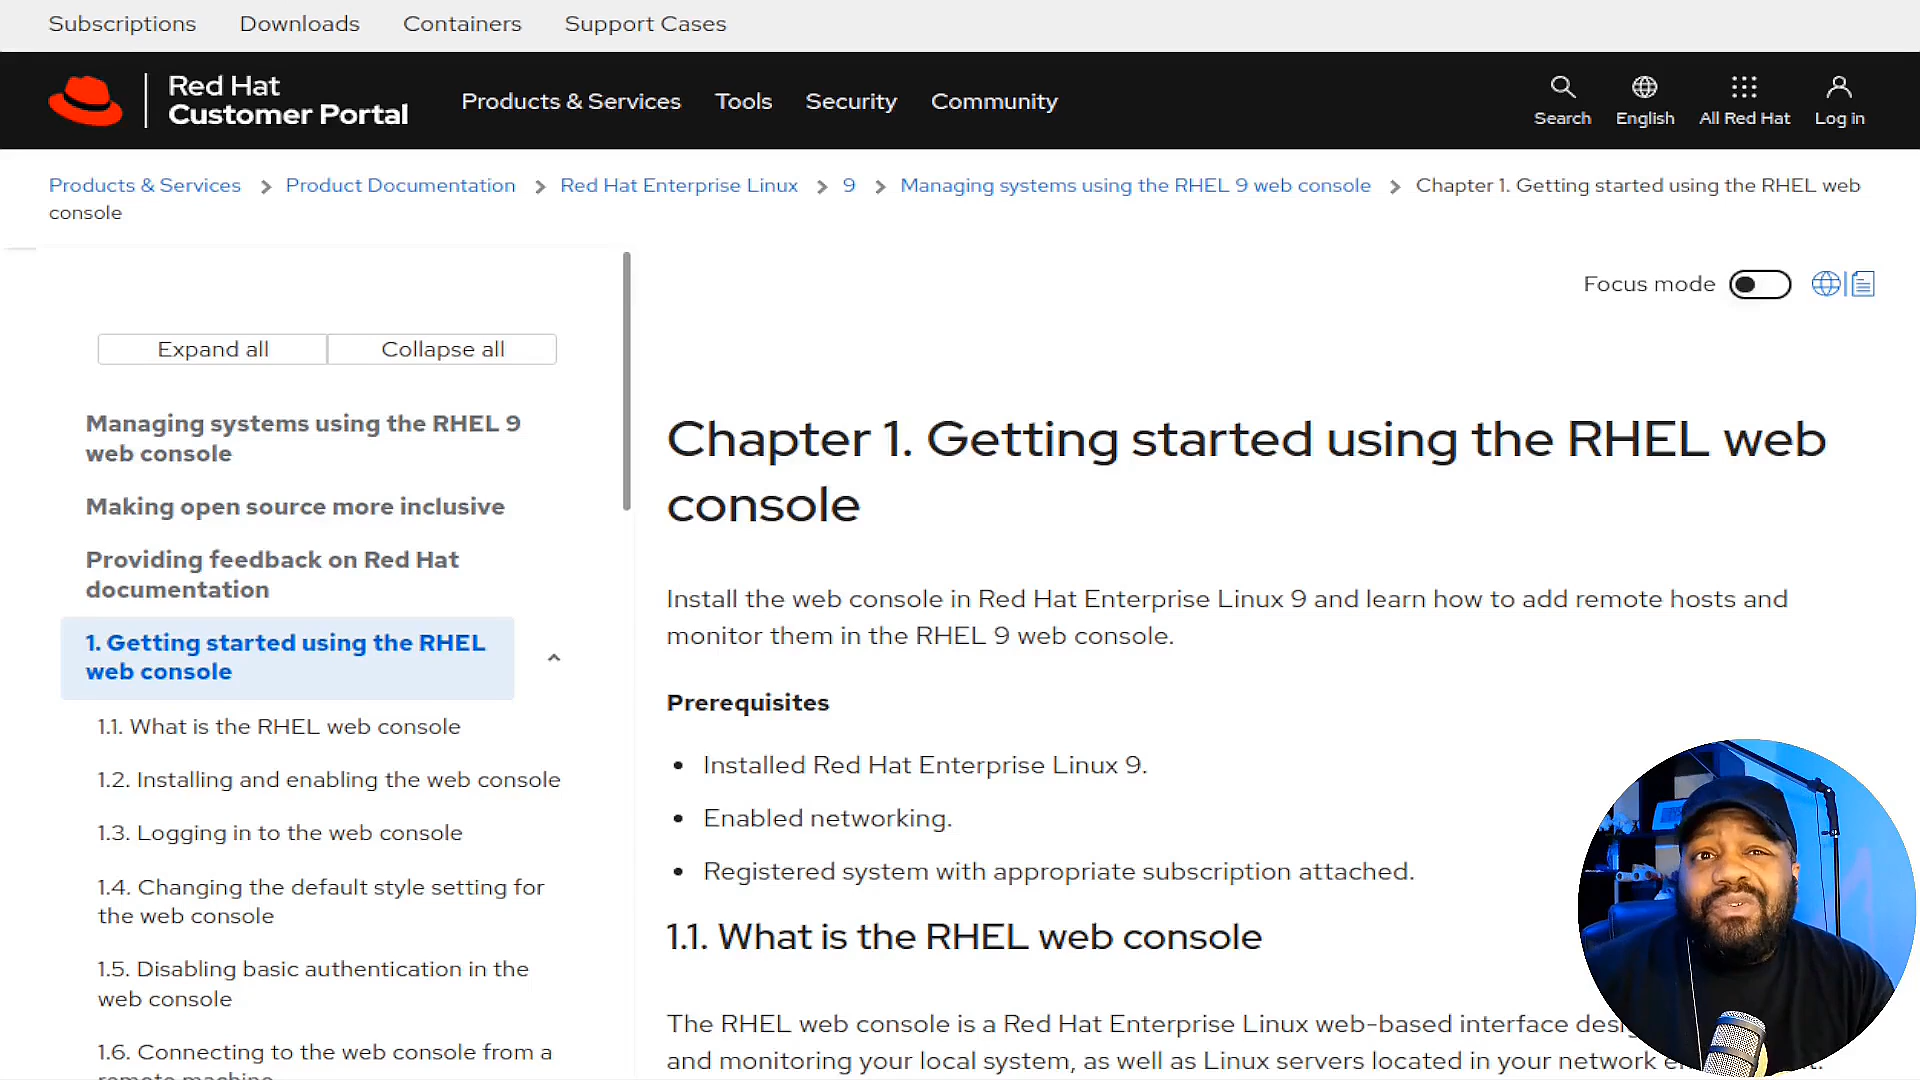 Subscriptions Downloads Containers Support Cases
Red Hat
Customer Portal
Products & Services Tools Security Community
Search English All Red Hat Log in
Products & Services Product Documentation Red Hat Enterprise Linux 9 Managing systems using the RHEL 9 web console Chapter 1. Getting started using the RHEL web
console
Focus mode
Expand all Collapse all
Managing systems using the RHEL 9
web console
Making open source more inclusive
Providing feedback on Red Hat
documentation
1. Getting started using the RHEL
web console
1.1. What is the RHEL web console
1.2. Installing and enabling the web console
1.3. Logging in to the web console
1.4. Changing the default style setting for
the web console
1.5. Disabling basic authentication in the
web console
1.6. Connecting to the web console from a
remote machine
Chapter 1. Getting started using the RHEL web
console
Install the web console in Red Hat Enterprise Linux 9 and learn how to add remote hosts and
monitor them in the RHEL 9 web console.
Prerequisites
Installed Red Hat Enterprise Linux 9.
Enabled networking.
Registered system with appropriate subscription attached.
1.1. What is the RHEL web console
The RHEL web console is a Red Hat Enterprise Linux web-based interface
and monitoring your local system, as well as Linux servers located in your network